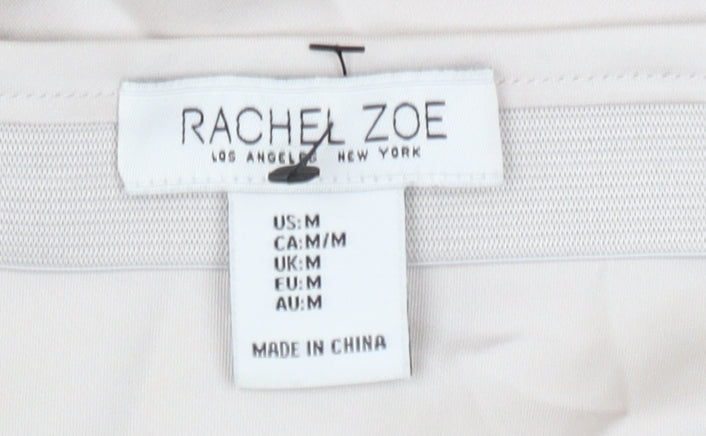 RACHEL ZOE
LOS ANGELES NEW YORK
US:M
CA:M/M
UK:M
EU:M
AU:M
MADE IN CHINA